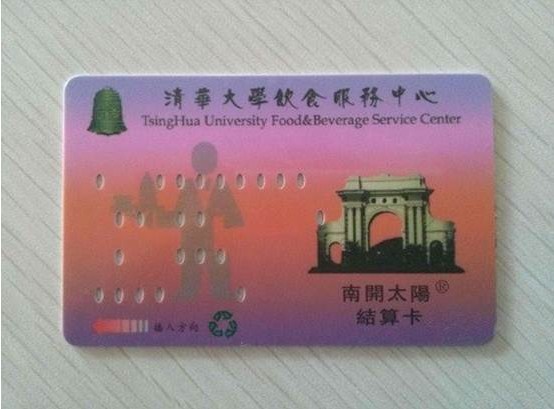 清華大學飲食服務中心
TsingHua University Food&Beverage Service Center
南開太陽®
結算卡
插入方向